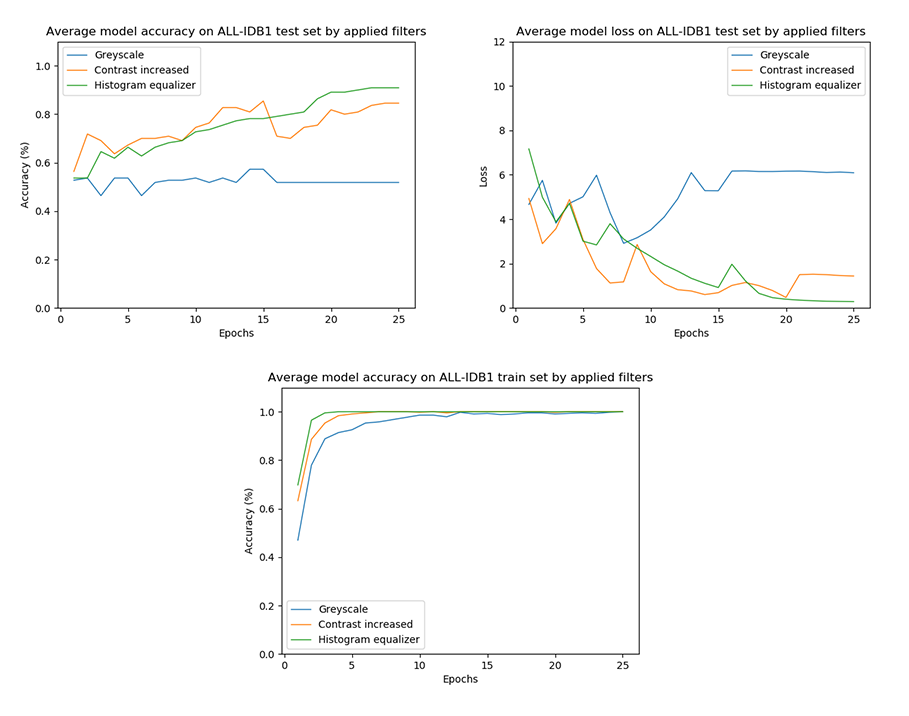 Average model accuracy on ALL-IDB1 test set by applied filters
Greyscale
Contrast increased
Histogram equalizer
1.0
0.8
0.6
0.4
0.2
0.0
Accuracy (%)
0 5 10 15 20 25
Epochs
Average model loss on ALL-IDB1 test set by applied filters
Greyscale
Contrast increased
Histogram equalizer
12
10
8
6
4
2
0
Loss
0 5 10 15 20 25
Epochs
Average model accuracy on ALL-IDB1 train set by applied filters
1.0
0.8
0.6
0.4
0.2
0.0
Accuracy (%)
Greyscale
Contrast increased
Histogram equalizer
0 5 10 15 20 25
Epochs